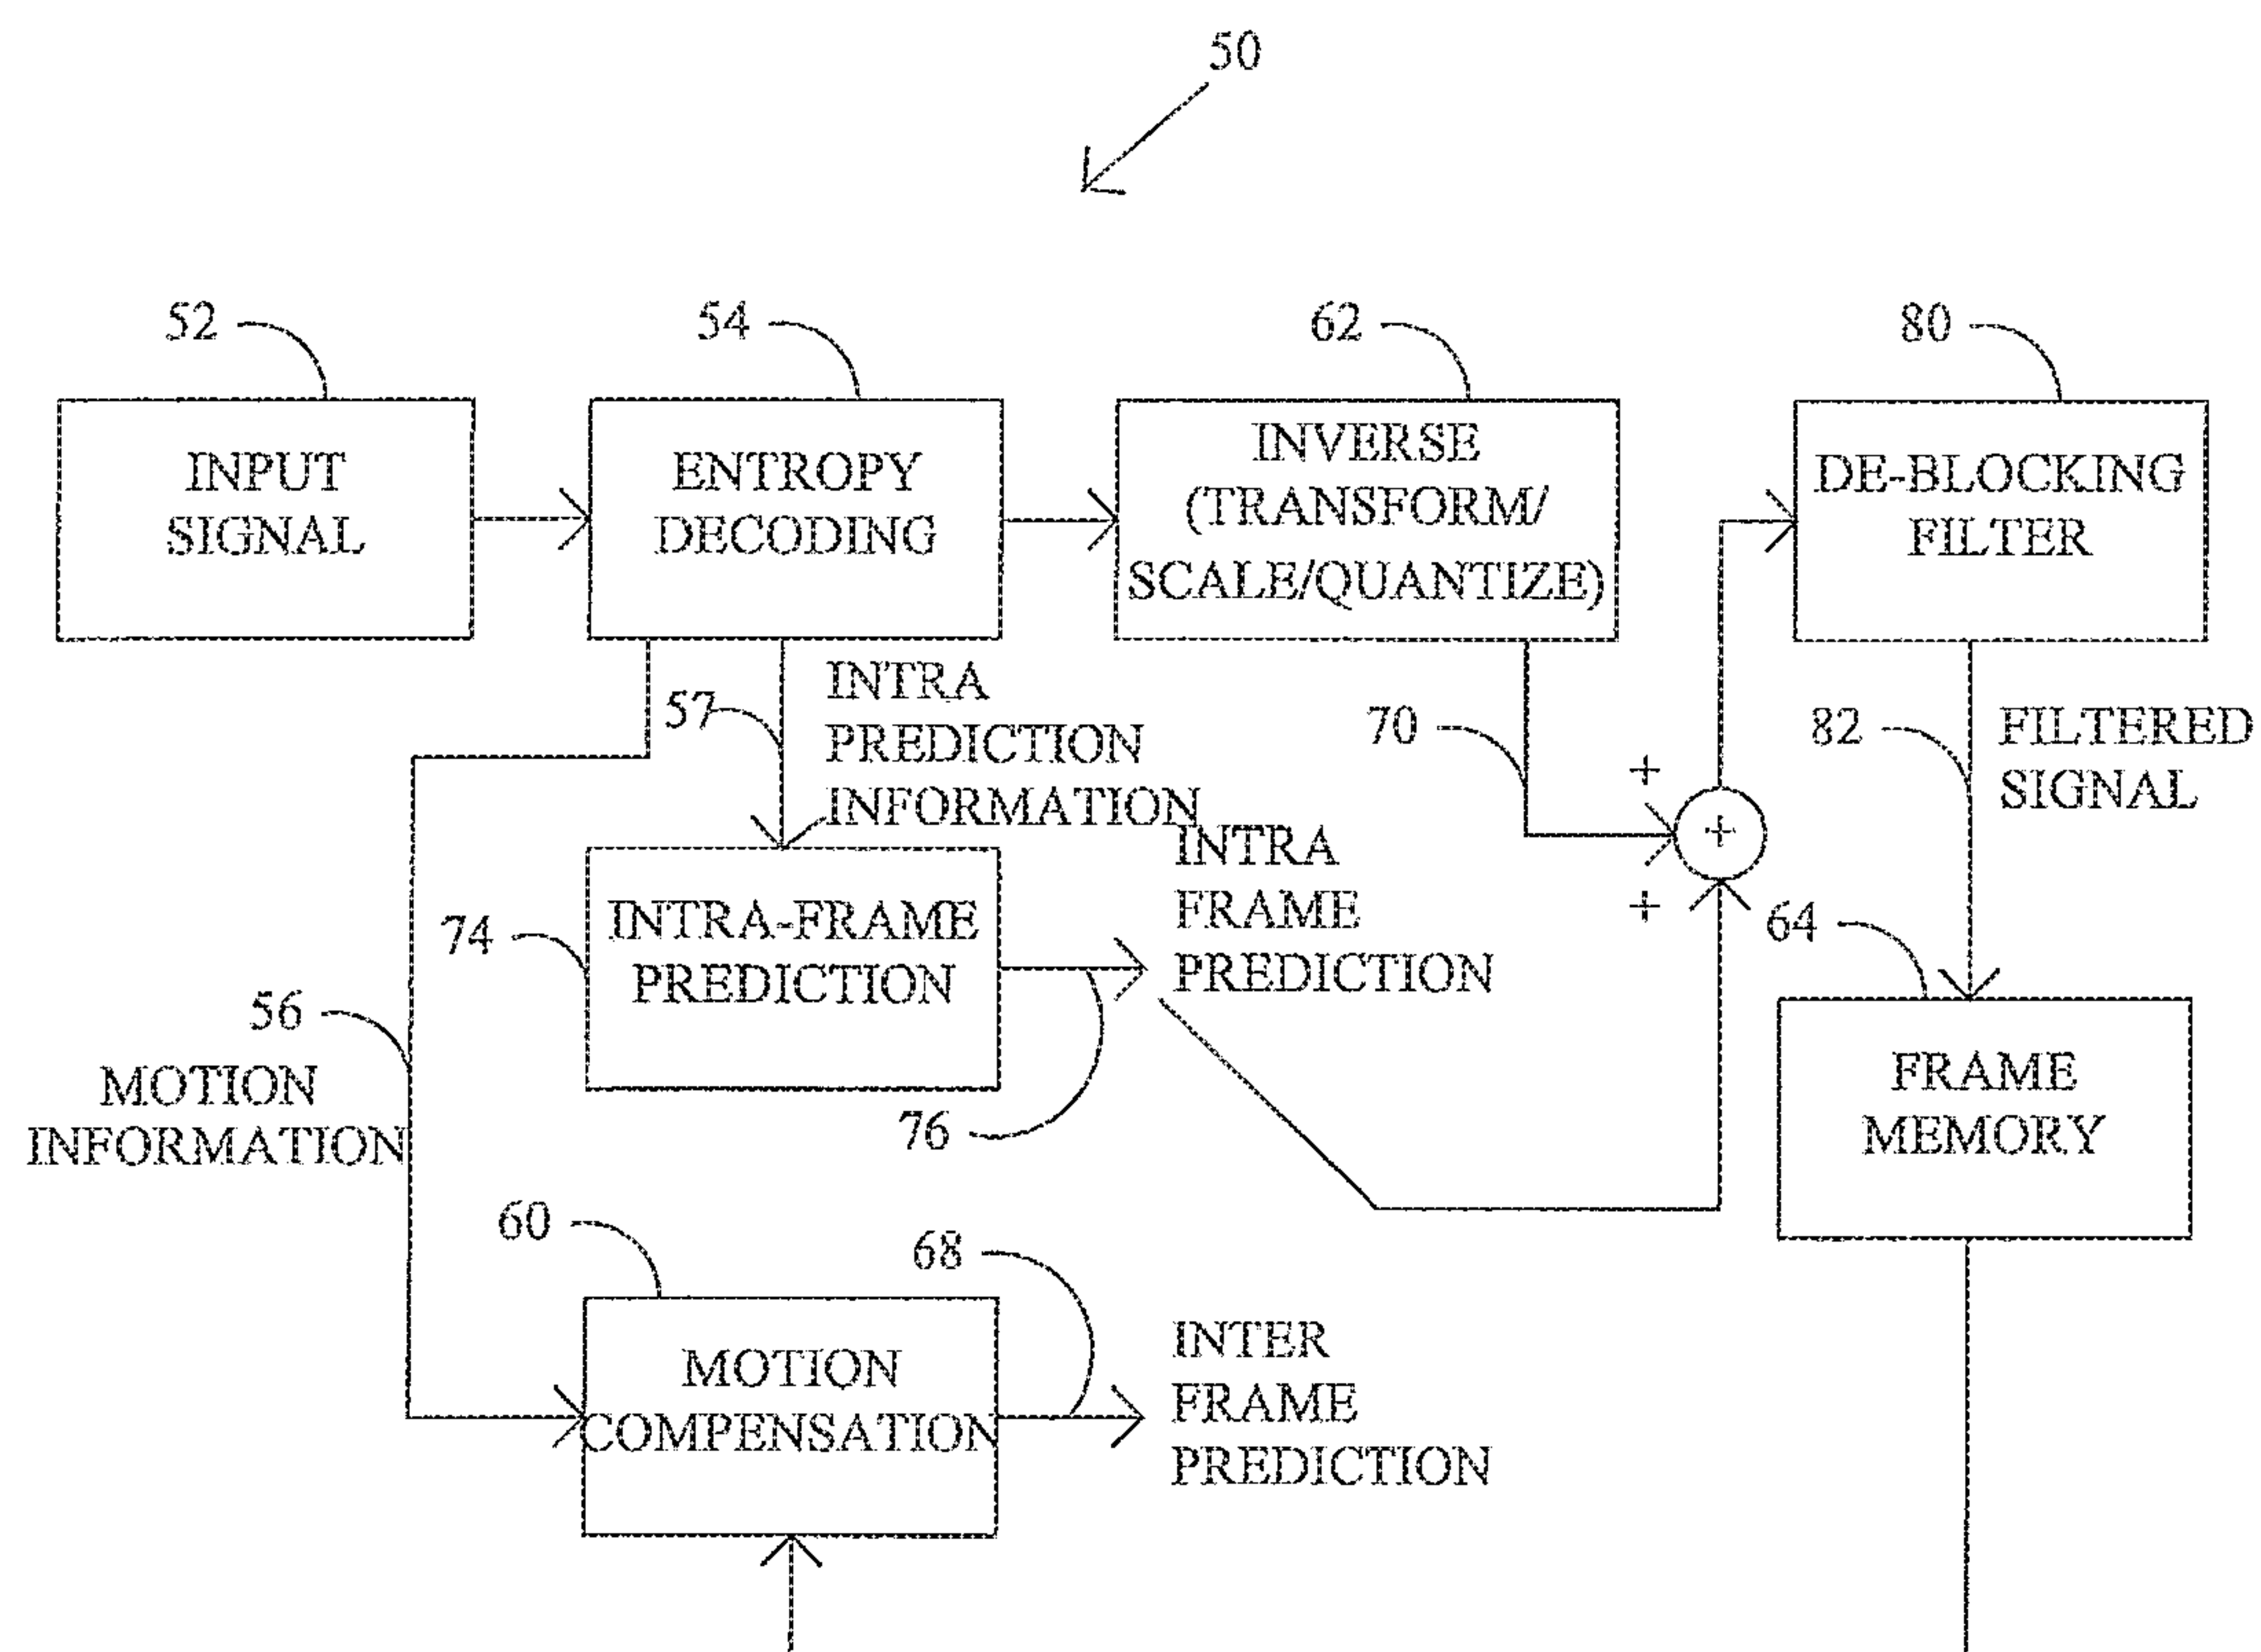 50
52
54
62
80
INPUT
SIGNAL
ENTROPY
DECODING
INVERSE
(TRANSFORM/
SCALE/QUANTIZE)
DE-BLOCKING
FILTER
57
INTRA
PREDICTION
INFORMATION
70
82
FILTERED
SIGNAL
+
+
+
74
INTRA-FRAME
PREDICTION
INTRA
FRAME
PREDICTION
76
64
FRAME
MEMORY
56
MOTION
INFORMATION
60
68
MOTION
COMPENSATION
INTER
FRAME
PREDICTION